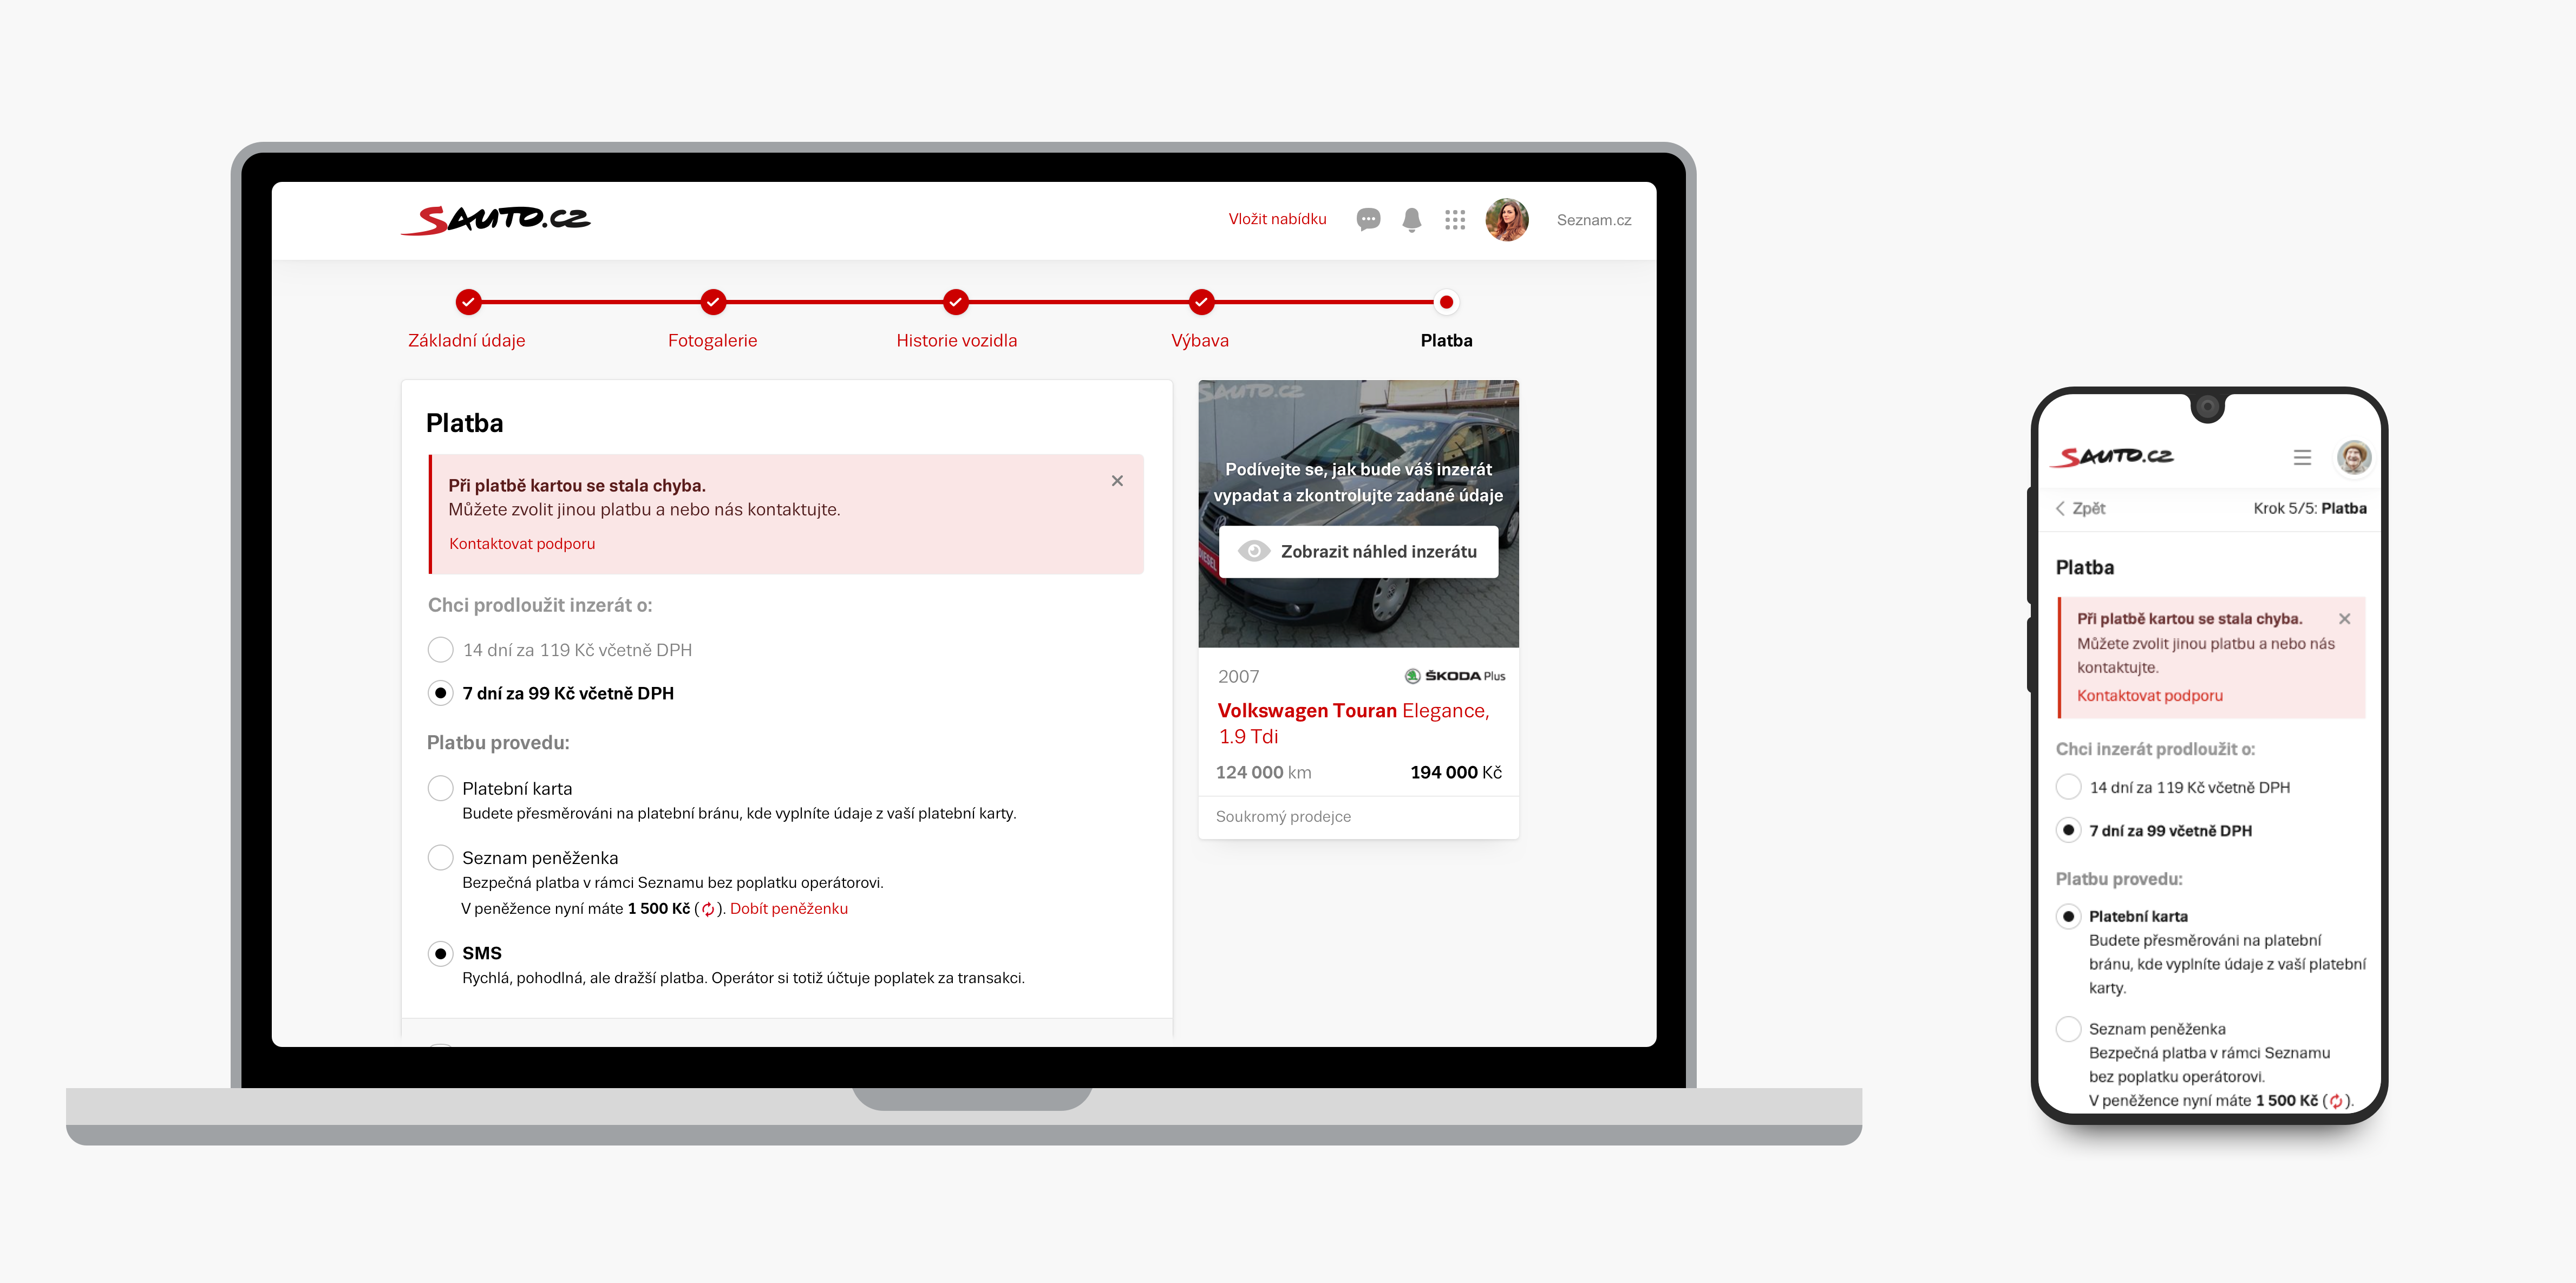 SAUTO.CZ
Vložit nabídku
Seznam.cz
Základní údaje
Fotogalerie
Historie vozidla
Výbava
Platba
Platba
Při platbě kartou se stala chyba.
Můžete zvolit jinou platbu a nebo nás kontaktujte.
Kontaktovat podporu
Chci prodloužit inzerát o:
14 dní za 119 Kč včetně DPH
7 dní za 99 Kč včetně DPH
Platbu provedu:
Platební karta
Budete přesměrováni na platební bránu, kde vyplníte údaje z vaší platební karty.
Seznam peněženka
Bezpečná platba v rámci Seznamu bez poplatku operátorovi.
V peněžence nyní máte 1 500 Kč ( ). Dobít peněženku
SMS
Rychlá, pohodlná, ale dražší platba. Operátor si totiž účtuje poplatek za transakci.
SAUTO.CZ
Podívejte se, jak bude váš inzerát
vypadat a zkontrolujte zadané údaje
Zobrazit náhled inzerátu
DIESEL
2007
ŠKODA Plus
Volkswagen Touran Elegance,
1.9 Tdi
124 000 km
194 000 Kč
Soukromý prodejce
SAUTO.CZ
Zpět
Krok 5/5: Platba
Platba
Při platbě kartou se stala chyba.
Můžete zvolit jinou platbu a nebo nás
kontaktujte.
Kontaktovat podporu
Chci inzerát prodloužit o:
14 dní za 119 Kč včetně DPH
7 dní za 99 včetně DPH
Platbu provedu:
Platební karta
Budete přesměrováni na platební
bránu, kde vyplníte údaje z vaší platební
karty.
Seznam peněženka
Bezpečná platba v rámci Seznamu
bez poplatku operátorovi.
V peněžence nyní máte 1 500 Kč ( ).